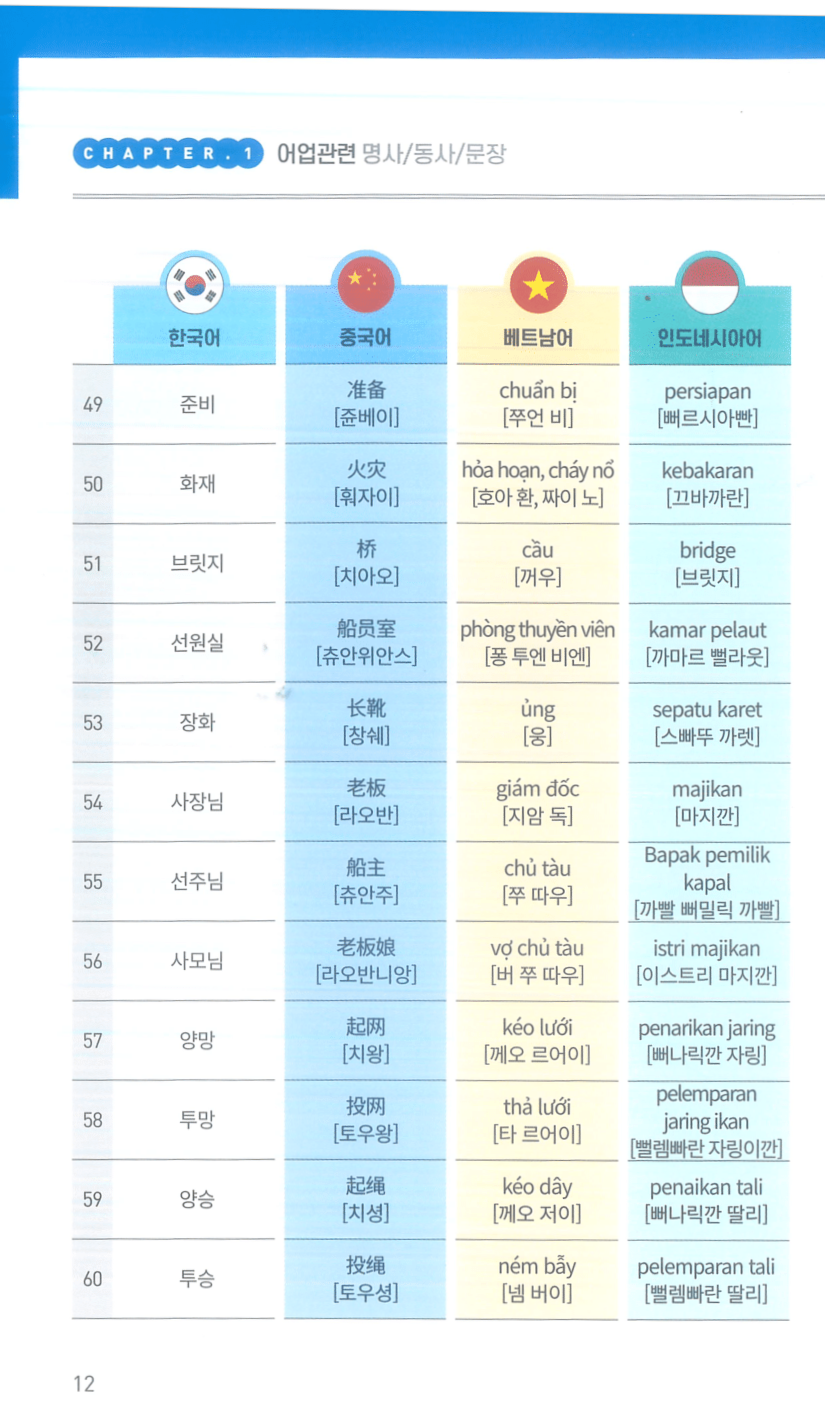 CHAPTER.1 어업관련 명사/동사/문장
한국어 중국어 베트남어 인도네시아어
49 준비 准备 chuẩn bị persiapan
[쥰베이] [쭈언 비] [뻐르시아빤]
50 화재 火灾 hỏa hoạn, cháy nổ kebakaran
[훠자이] [호아 환, 짜이 노] [끄바까란]
51 브릿지 桥 cầu bridge
[치아오] [꺼우] [브릿지]
52 선원실 船员室 phòng thuyền viên kamar pelaut
[츄안위안스] [퐁 투엔 비엔] [까마르 뻘라웃]
53 장화 长靴 ủng sepatu karet
[창쉐] [웅] [스빠뚜 까렛]
54 사장님 老板 giám đốc majikan
[라오반] [지암 독] [마지깐]
55 선주님 船主 chủ tàu Bapak pemilik
kapal
[츄안주] [쭈 따우] [까빨 뻐밀릭 까빨]
56 사모님 老板娘 vợ chủ tàu istri majikan
[라오반니앙] [버 쭈 따우] [이스트리 마지깐]
57 양망 起网 kéo lưới penarikan jaring
[치왕] [께오 르어이] [뻐나릭깐 자링]
58 투망 投网 thả lưới pelemparan
jaring ikan
[토우왕] [타 르어이] [뻘렘빠란 자링이깐]
59 양승 起绳 kéo dây penaikan tali
[치셩] [께오 저이] [뻐나릭깐 딸리]
60 투승 投绳 ném bẫy pelemparan tali
[토우셩] [넴 버이] [뻘렘빠란 딸리]
12